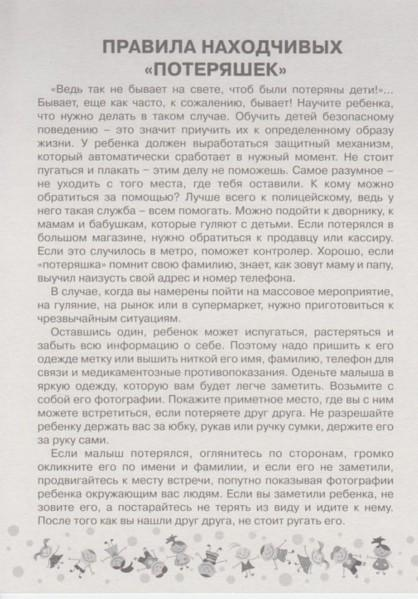 ПРАВИЛА НАХОДЧИВЫХ
«ПОТЕРЯШЕК»
«Ведь так не бывает на свете, чтоб были потеряны дети!»...
Бывает, еще как часто, к сожалению, бывает! Научите ребенка,
что нужно делать в таком случае. Обучить детей безопасному
поведению – это значит приучить их к определенному образу
жизни. У ребенка должен выработаться защитный механизм,
который автоматически сработает в нужный момент. Не стоит
пугаться и плакать – этим делу не поможешь. Самое разумное –
не уходить с того места, где тебя оставили. К кому можно
обратиться за помощью? Лучше всего к полицейскому, ведь у
него такая служба – всем помогать. Можно подойти к дворнику, к
мамам и бабушкам, которые гуляют с детьми. Если потерялся в
большом магазине, нужно обратиться к продавцу или кассиру.
Если это случилось в метро, поможет контролер. Хорошо, если
«потеряшка» помнит свою фамилию, знает, как зовут маму и папу,
выучил наизусть свой адрес и номер телефона.
В случае, когда вы намерены пойти на массовое мероприятие,
на гуляние, на рынок или в супермаркет, нужно приготовиться к
чрезвычайным ситуациям.
Оставшись один, ребенок может испугаться, растеряться и
забыть всю информацию о себе. Поэтому надо пришить к его
одежде метку или вышить ниткой его имя, фамилию, телефон для
связи и медикаментозные противопоказания. Оденьте малыша в
яркую одежду, которую вам будет легче заметить. Возьмите с
собой его фотографии. Покажите приметное место, где вы с ним
можете встретиться, если потеряете друг друга. Не разрешайте
ребенку держать вас за юбку, рукав или ручку сумки, держите его
за руку сами.
Если малыш потерялся, оглянитесь по сторонам, громко
окликните его по имени и фамилии, и если его не заметили,
продвигайтесь к месту встречи, попутно показывая фотографии
ребенка окружающим вас людям. Если вы заметили ребенка, не
зовите его, а постарайтесь не терять из виду и идите к нему.
После того как вы нашли друг друга, не стоит ругать его.